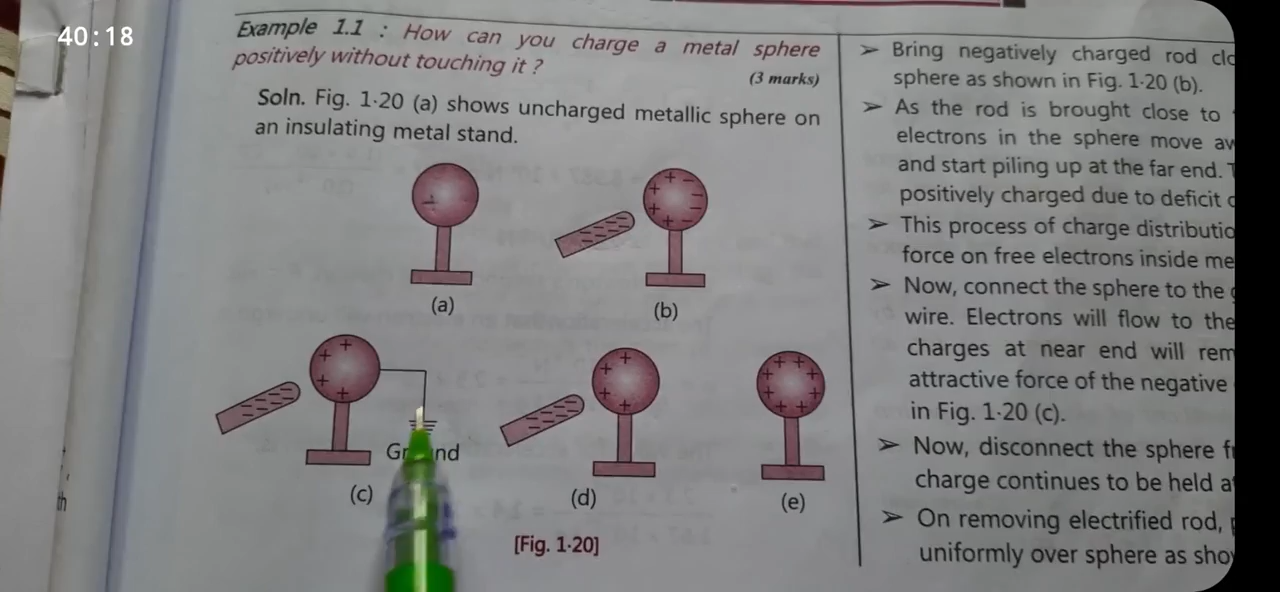 40:18
Example 1.1 : How can you charge a metal sphere
positively without touching it ?
(3 marks)
Soln. Fig. 1·20 (a) shows uncharged metallic sphere on
an insulating metal stand.
(a)
(b)
Ground
(c)
(d)
(e)
[Fig. 1·20]
➢ Bring negatively charged rod
sphere as shown in Fig. 1·20 (b).
➢ As the rod is brought close to
electrons in the sphere move
and start piling up at the far end.
positively charged due to deficit
➢ This process of charge
force on free electrons inside
➢ Now, connect the sphere to the
wire. Electrons will flow to the
charges at near end will
attractive force of the negative
in Fig. 1·20 (c).
➢ Now, disconnect the sphere
charge continues to be held
➢ On removing electrified rod,
uniformly over sphere as
th